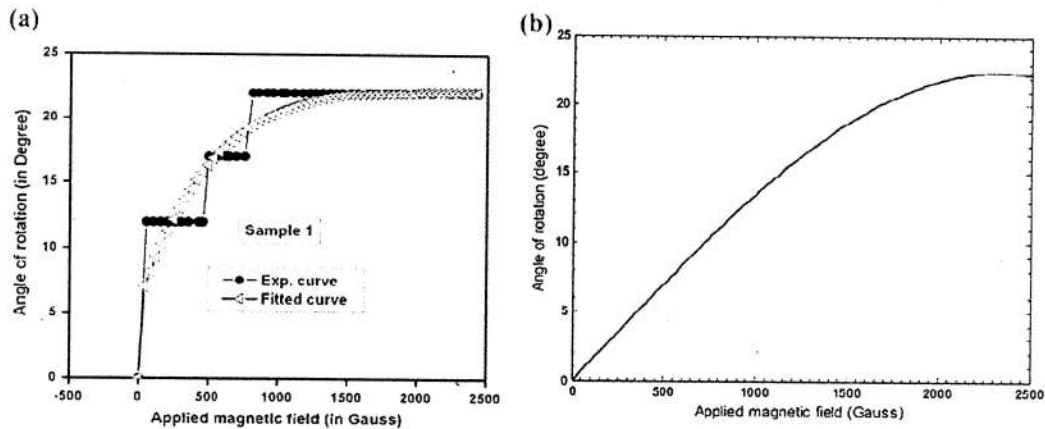 (a)
25
20
15
10
5
0
-500
0
500
1000
1500
2000
2500
Angle of rotation (in Degree)
Applied magnetic field (in Gauss)
Sample 1
Exp. curve
Fitted curve
(b)
25
20
15
10
5
0
0
500
1000
1500
2000
2500
Angle of rotation (degree)
Applied magnetic field (Gauss)